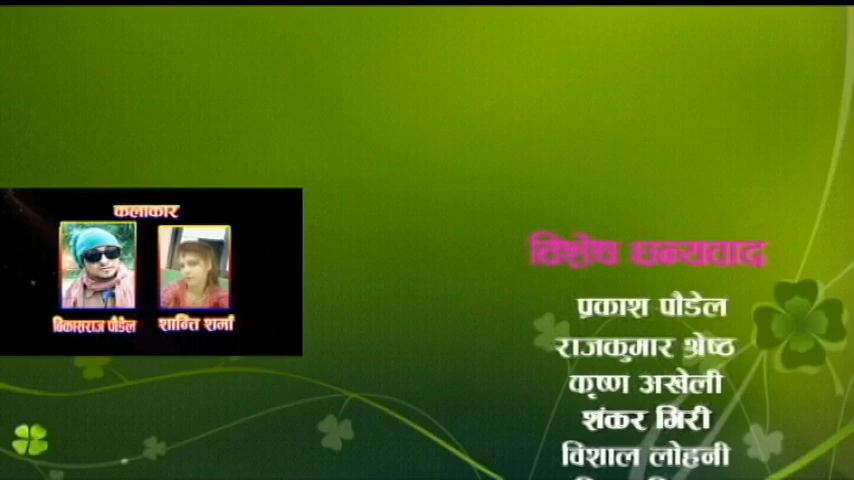 कलाकार
विकासराज पौडेल
शान्ति शर्मा
विशेष धन्यवाद
प्रकाश पौडेल
राजकुमार श्रेष्ठ
कृष्ण अखेली
शंकर गिरी
विशाल लोहनी